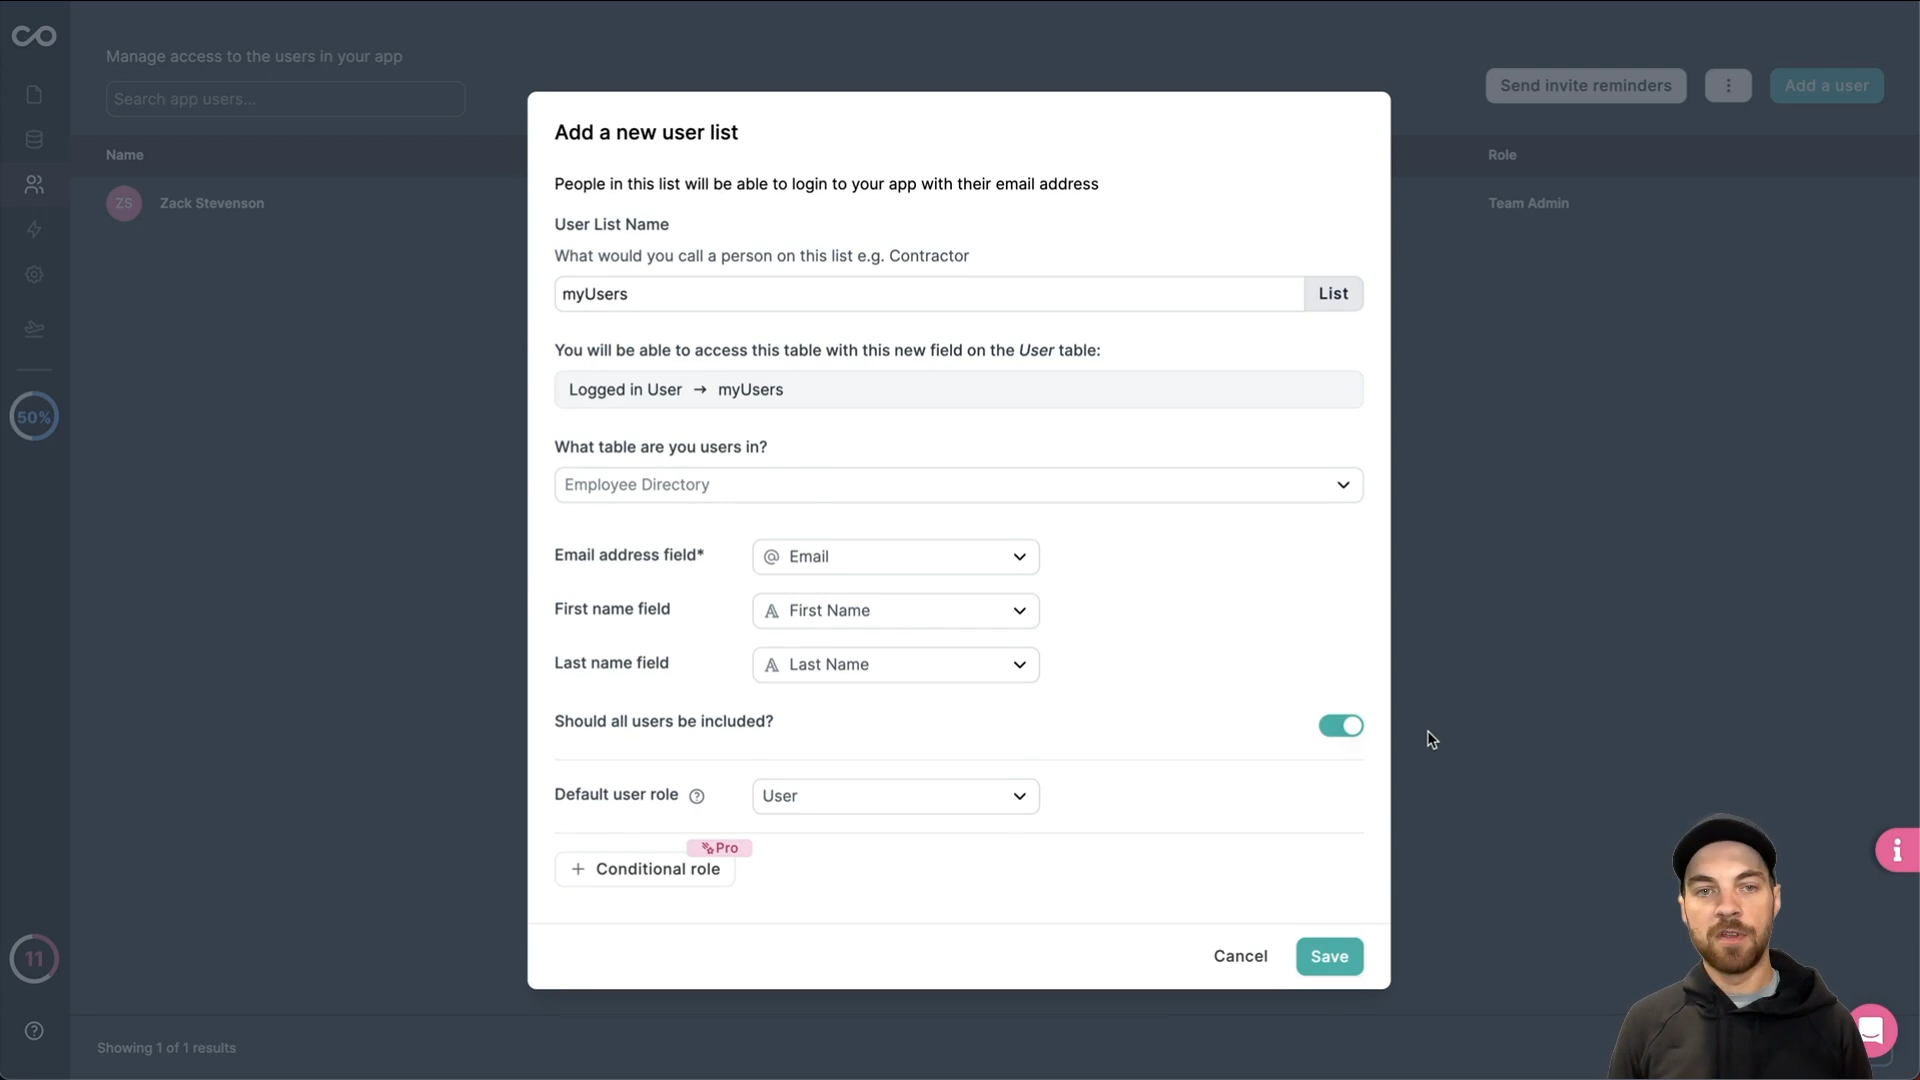 Manage access to the users in your app
Search app users...
Send invite reminders
Add a user
Name
Role
ZS
Zack Stevenson
Team Admin
50%
11
Showing 1 of 1 results
Add a new user list
People in this list will be able to login to your app with their email address
User List Name
What would you call a person on this list e.g. Contractor
myUsers
List
You will be able to access this table with this new field on the User table:
Logged in User → myUsers
What table are you users in?
Employee Directory
Email address field*
@ Email
First name field
A First Name
Last name field
A Last Name
Should all users be included?
Default user role ?
User
Pro
+ Conditional role
Cancel
Save